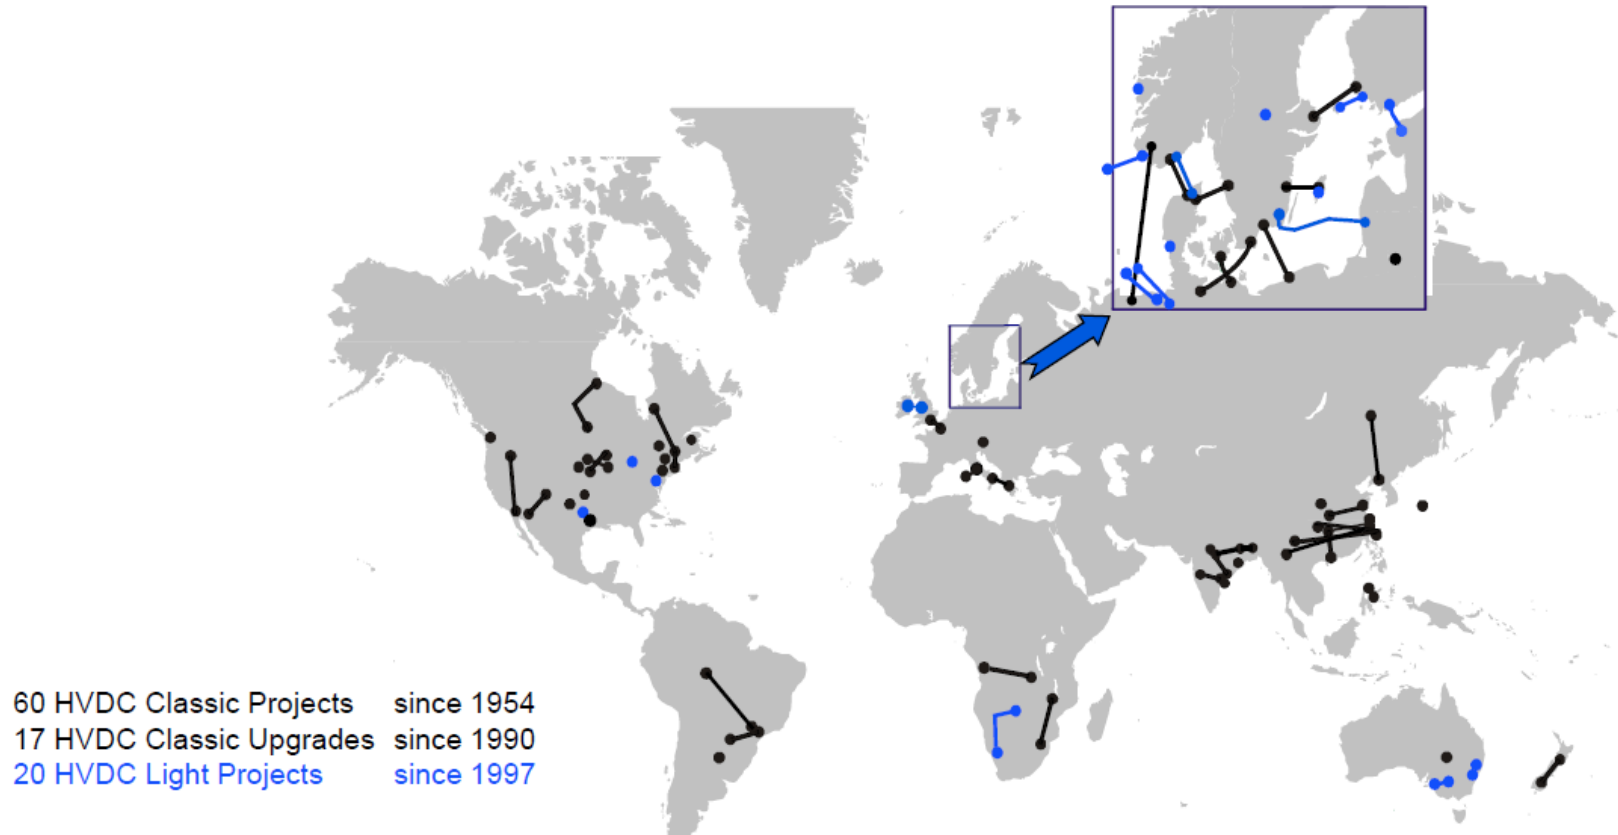 60 HVDC Classic Projects since 1954
17 HVDC Classic Upgrades since 1990
20 HVDC Light Projects since 1997